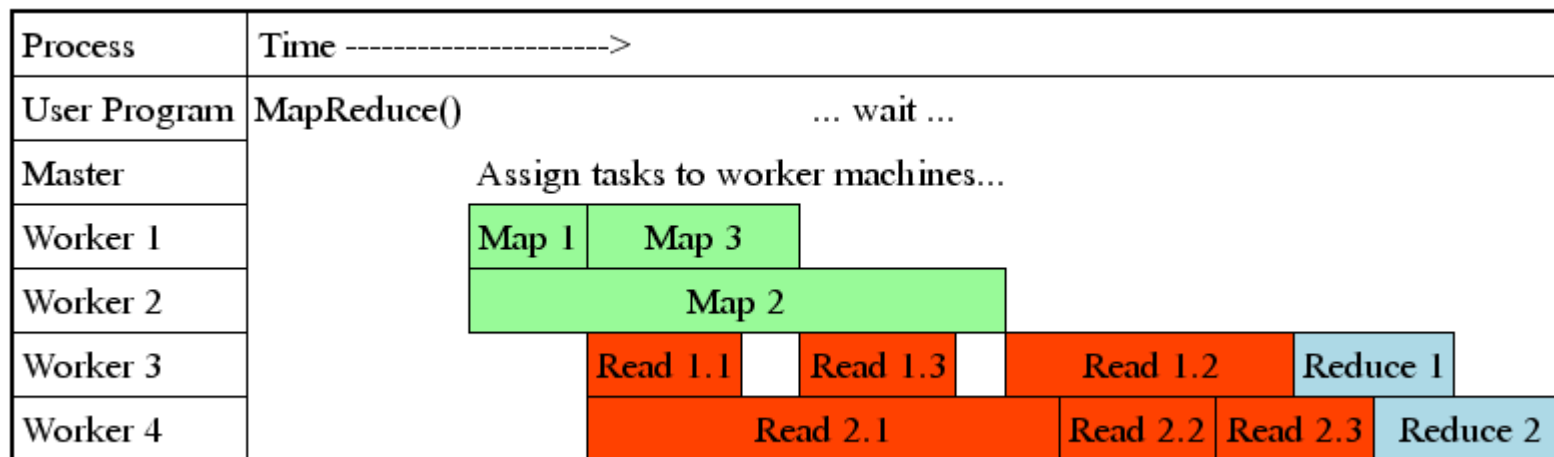 Process Time ---------------------->
User Program MapReduce() ... wait ...
Master Assign tasks to worker machines...
Worker 1 Map 1 Map 3
Worker 2 Map 2
Worker 3 Read 1.1 Read 1.3 Read 1.2 Reduce 1
Worker 4 Read 2.1 Read 2.2 Read 2.3 Reduce 2